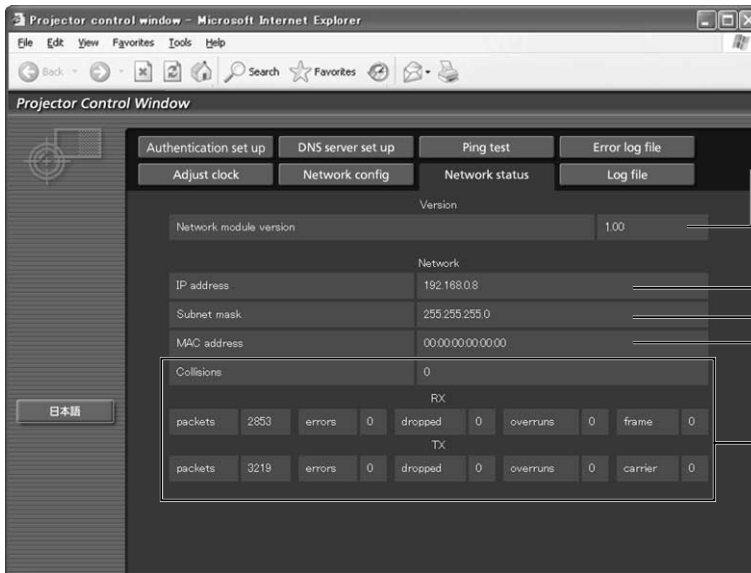 Projector control window - Microsoft Internet Explorer
File Edit View Favorites Tools Help
Back Search Favorites
Projector Control Window
Authentication set up DNS server set up Ping test Error log file
Adjust clock Network config Network status Log file
Version
Network module version 1.00
Network
IP address 192.168.0.8
Subnet mask 255.255.255.0
MAC address 00:00:00:00:00:00
Collisions 0
RX
packets 2853 errors 0 dropped 0 overruns 0 frame 0
TX
packets 3219 errors 0 dropped 0 overruns 0 carrier 0
日本語